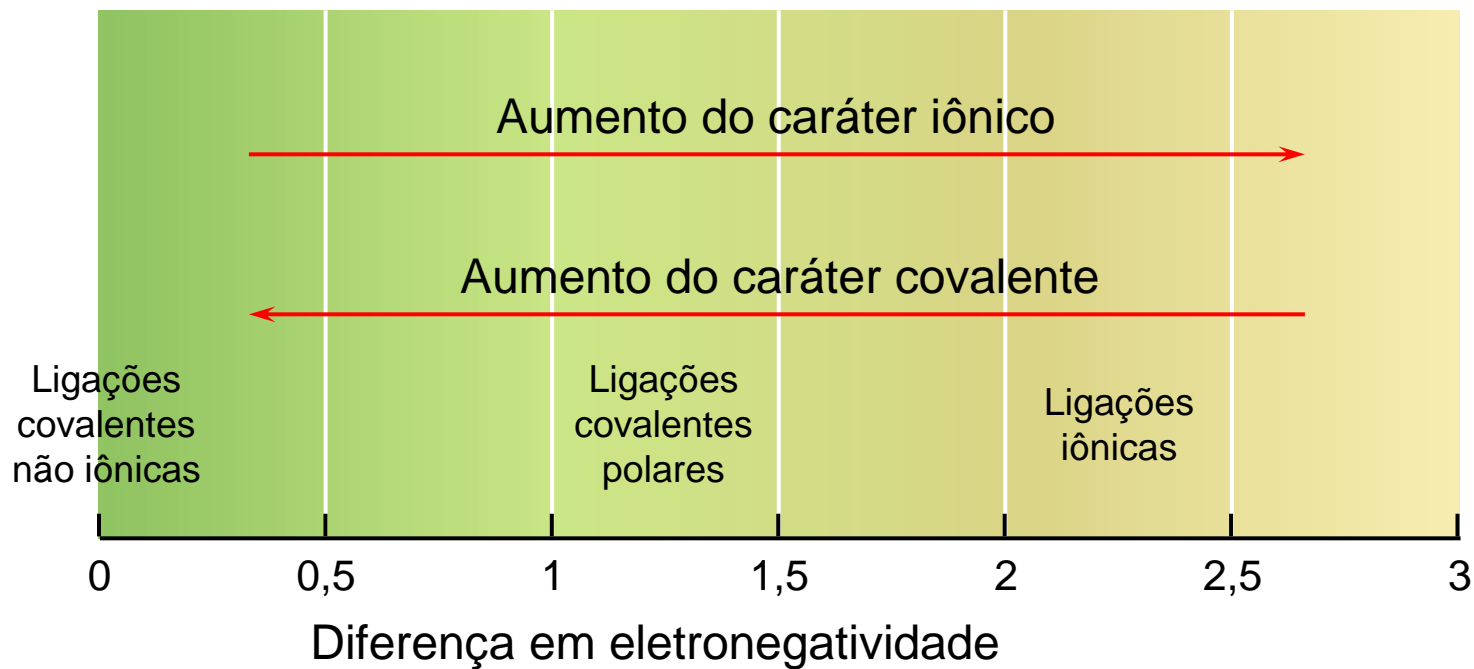 Aumento do caráter iônico
Aumento do caráter covalente
Ligações
covalentes
não iônicas
Ligações
covalentes
polares
Ligações
iônicas
0 0,5 1 1,5 2 2,5 3
Diferença em eletronegatividade